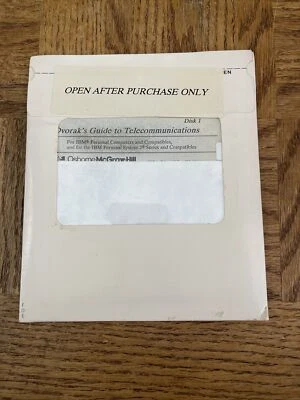 EN
OPEN AFTER PURCHASE ONLY
Disk 1
Dvorak's Guide to Telecommunications
For IBM® Personal Computers and Compatibles,
and for the IBM Personal System/2® Series and Compatibles
Osborne McGraw-Hill